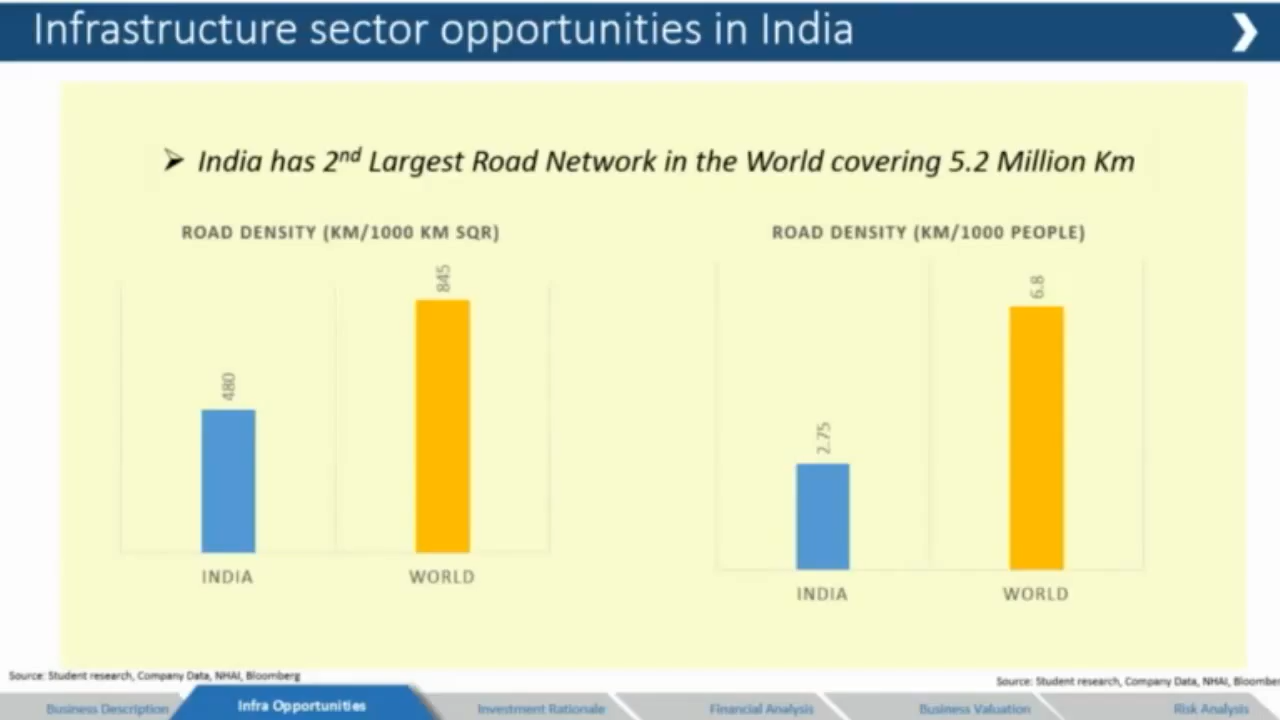 Infrastructure sector opportunities in India
➤ India has 2nd Largest Road Network in the World covering 5.2 Million Km
ROAD DENSITY (KM/1000 KM SQR)
845
480
INDIA WORLD
ROAD DENSITY (KM/1000 PEOPLE)
6.8
2.75
INDIA WORLD
Source: Student research, Company Data, NHAI, Bloomberg
Source: Student research, Company Data, NHAI, Bloomber
Business Description Infra Opportunities Investment Rationale Financial Analysis Business Valuation Risk Analysis